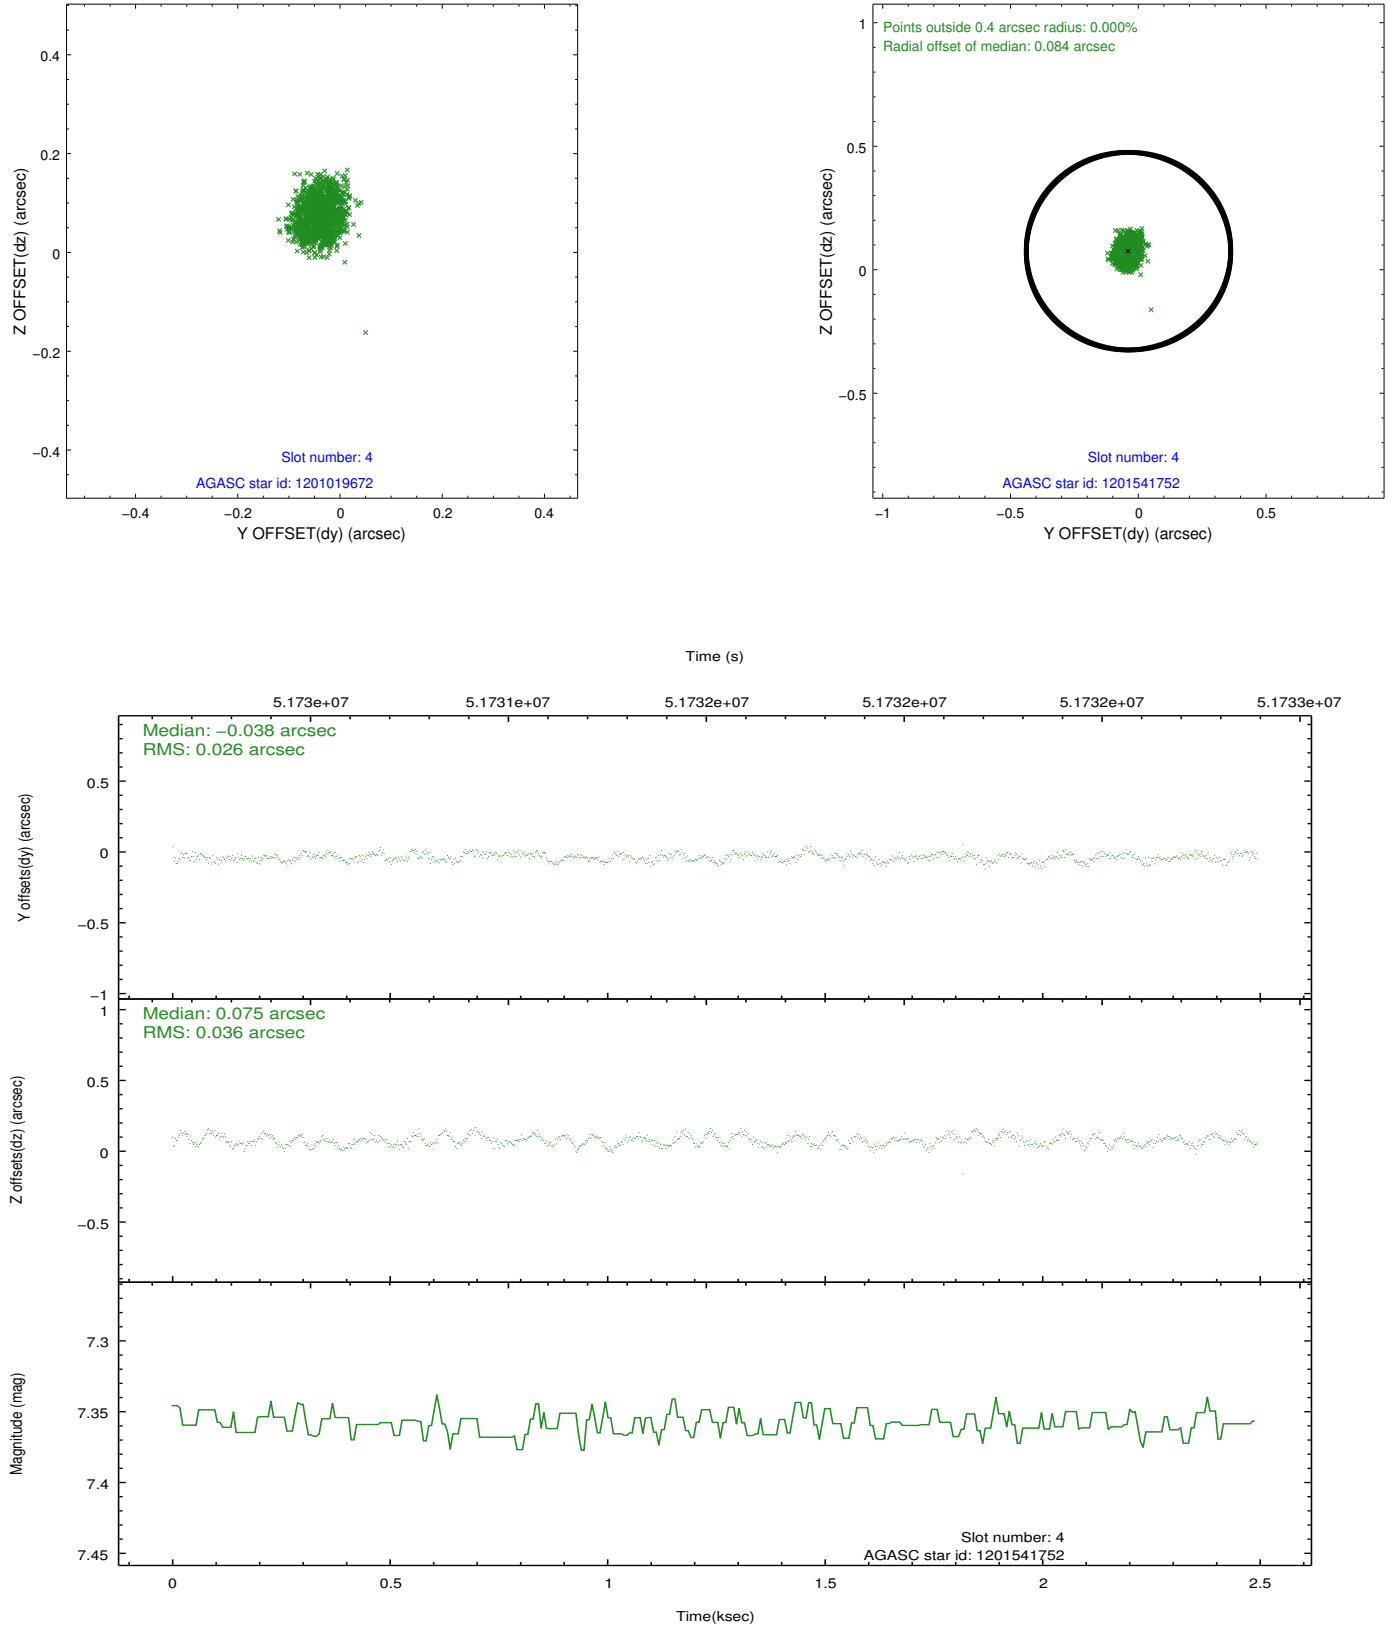 0.4
0.2
0
−0.2
−0.4
Z OFFSET(dz) (arcsec)
Slot number: 4
AGASC star id: 1201019672
−0.4
−0.2
0
0.2
0.4
Y OFFSET(dy) (arcsec)
Points outside 0.4 arcsec radius: 0.000%
Radial offset of median: 0.084 arcsec
1
0.5
0
−0.5
Z OFFSET(dz) (arcsec)
Slot number: 4
AGASC star id: 1201541752
−1
−0.5
0
0.5
Y OFFSET(dy) (arcsec)
Time (s)
5.173e+07
5.1731e+07
5.1732e+07
5.1732e+07
5.1732e+07
5.1733e+07
Median: −0.038 arcsec
RMS: 0.026 arcsec
0.5
0
−0.5
−1
Y offsets(dy) (arcsec)
Median: 0.075 arcsec
RMS: 0.036 arcsec
1
0.5
0
−0.5
Z offsets(dz) (arcsec)
7.3
7.35
7.4
7.45
Magnitude (mag)
Slot number: 4
AGASC star id: 1201541752
0
0.5
1
1.5
2
2.5
Time(ksec)